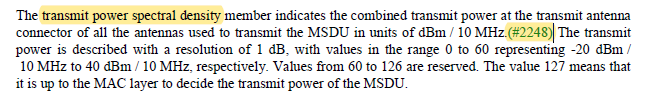 The transmit power spectral density member indicates the combined transmit power at the transmit antenna
connector of all the antennas used to transmit the MSDU in units of dBm / 10 MHz.(#2248) The transmit
power is described with a resolution of 1 dB, with values in the range 0 to 60 representing -20 dBm /
10 MHz to 40 dBm / 10 MHz, respectively. Values from 60 to 126 are reserved. The value 127 means that
it is up to the MAC layer to decide the transmit power of the MSDU.